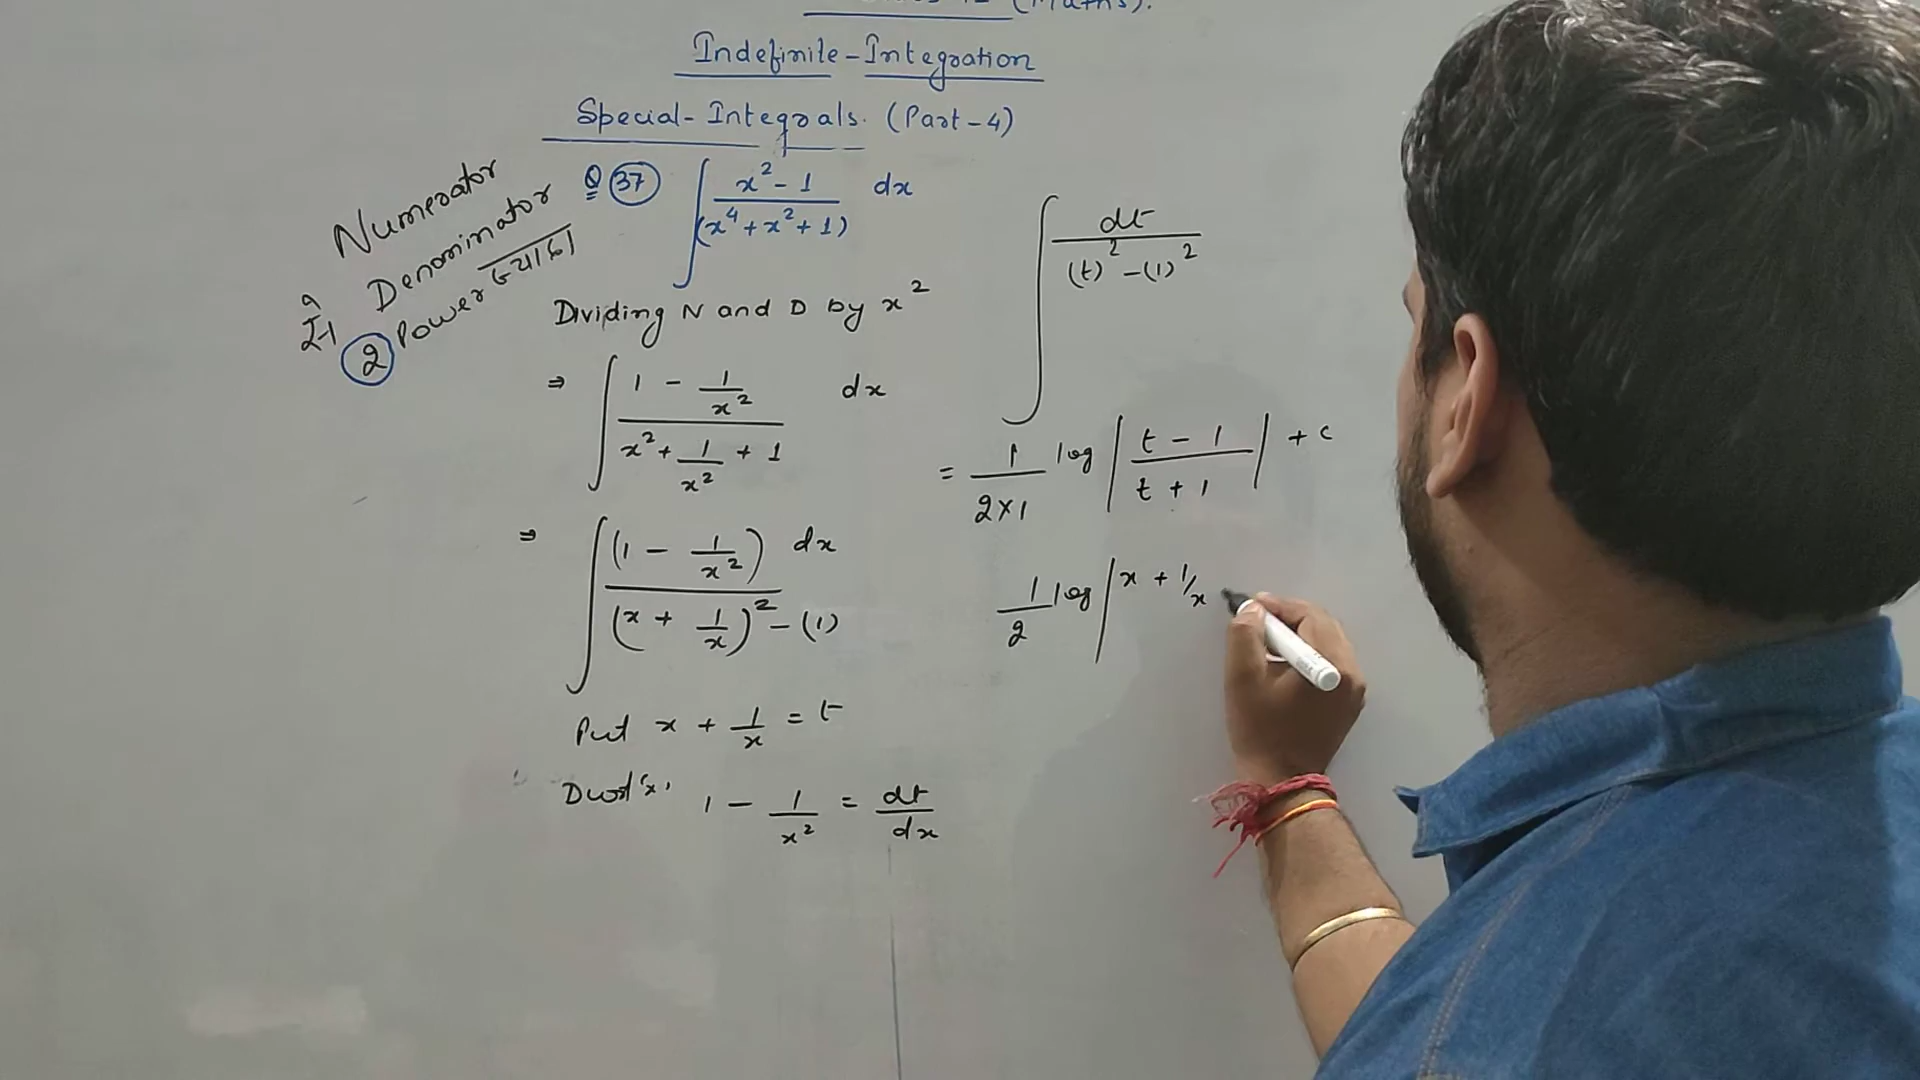 (Maths).
Indefinite-Integration
Special-Integrals. (Part-4)
Q 37 ∫ x² - 1 / (x⁴ + x² + 1) dx
Numerator
Denominator
Power
2
Dividing N and D by x²
⇒ ∫ 1 - 1/x² / x² + 1/x² + 1 dx
⇒ ∫ (1 - 1/x²) dx / (x + 1/x)² - (1)
Put x + 1/x = t
Dwrt 'x' 1 - 1/x² = dt/dx
∫ dt / (t)² - (1)²
= 1/2×1 log | t - 1 / t + 1 | + c
1/2 log | x + 1/x